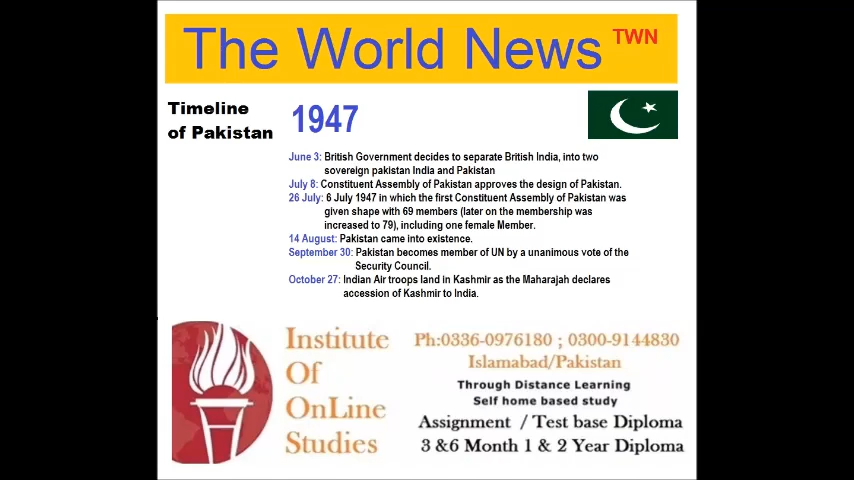 The World News TWN
Timeline
of Pakistan
1947
June 3: British Government decides to separate British India, into two
sovereign pakistan India and Pakistan
July 8: Constituent Assembly of Pakistan approves the design of Pakistan.
26 July: 6 July 1947 in which the first Constituent Assembly of Pakistan was
given shape with 69 members (later on the membership was
increased to 79), including one female Member.
14 August: Pakistan came into existence.
September 30: Pakistan becomes member of UN by a unanimous vote of the
Security Council.
October 27: Indian Air troops land in Kashmir as the Maharajah declares
accession of Kashmir to India.
Institute
Of
OnLine
Studies
Ph:0336-0976180 ; 0300-9144830
Islamabad/Pakistan
Through Distance Learning
Self home based study
Assignment / Test base Diploma
3 &6 Month 1 & 2 Year Diploma